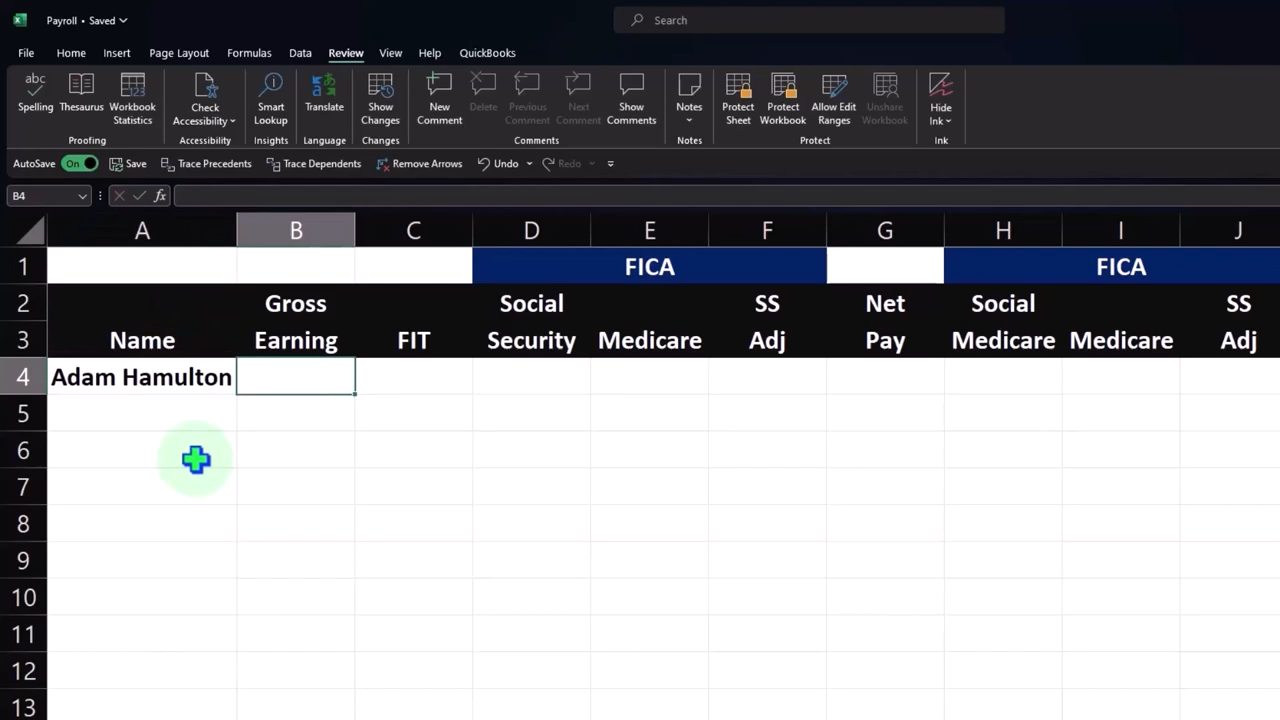 Payroll • Saved
Search
File Home Insert Page Layout Formulas Data Review View Help QuickBooks
abc
Spelling Thesaurus Workbook Statistics Check Accessibility Smart Lookup Translate Show Changes New Comment Delete Previous Comment Next Comment Show Comments Notes Protect Sheet Protect Workbook Allow Edit Ranges Unshare Workbook Hide Ink
Proofing Accessibility Insights Language Changes Comments Notes Protect Ink
AutoSave On Save Trace Precedents Trace Dependents Remove Arrows Undo Redo
B4 fx
A B C D E F G H I J
1 FICA FICA
2 Gross Social SS Net Social SS
3 Name Earning FIT Security Medicare Adj Pay Medicare Medicare Adj
4 Adam Hamulton
5
6
7
8
9
10
11
12
13